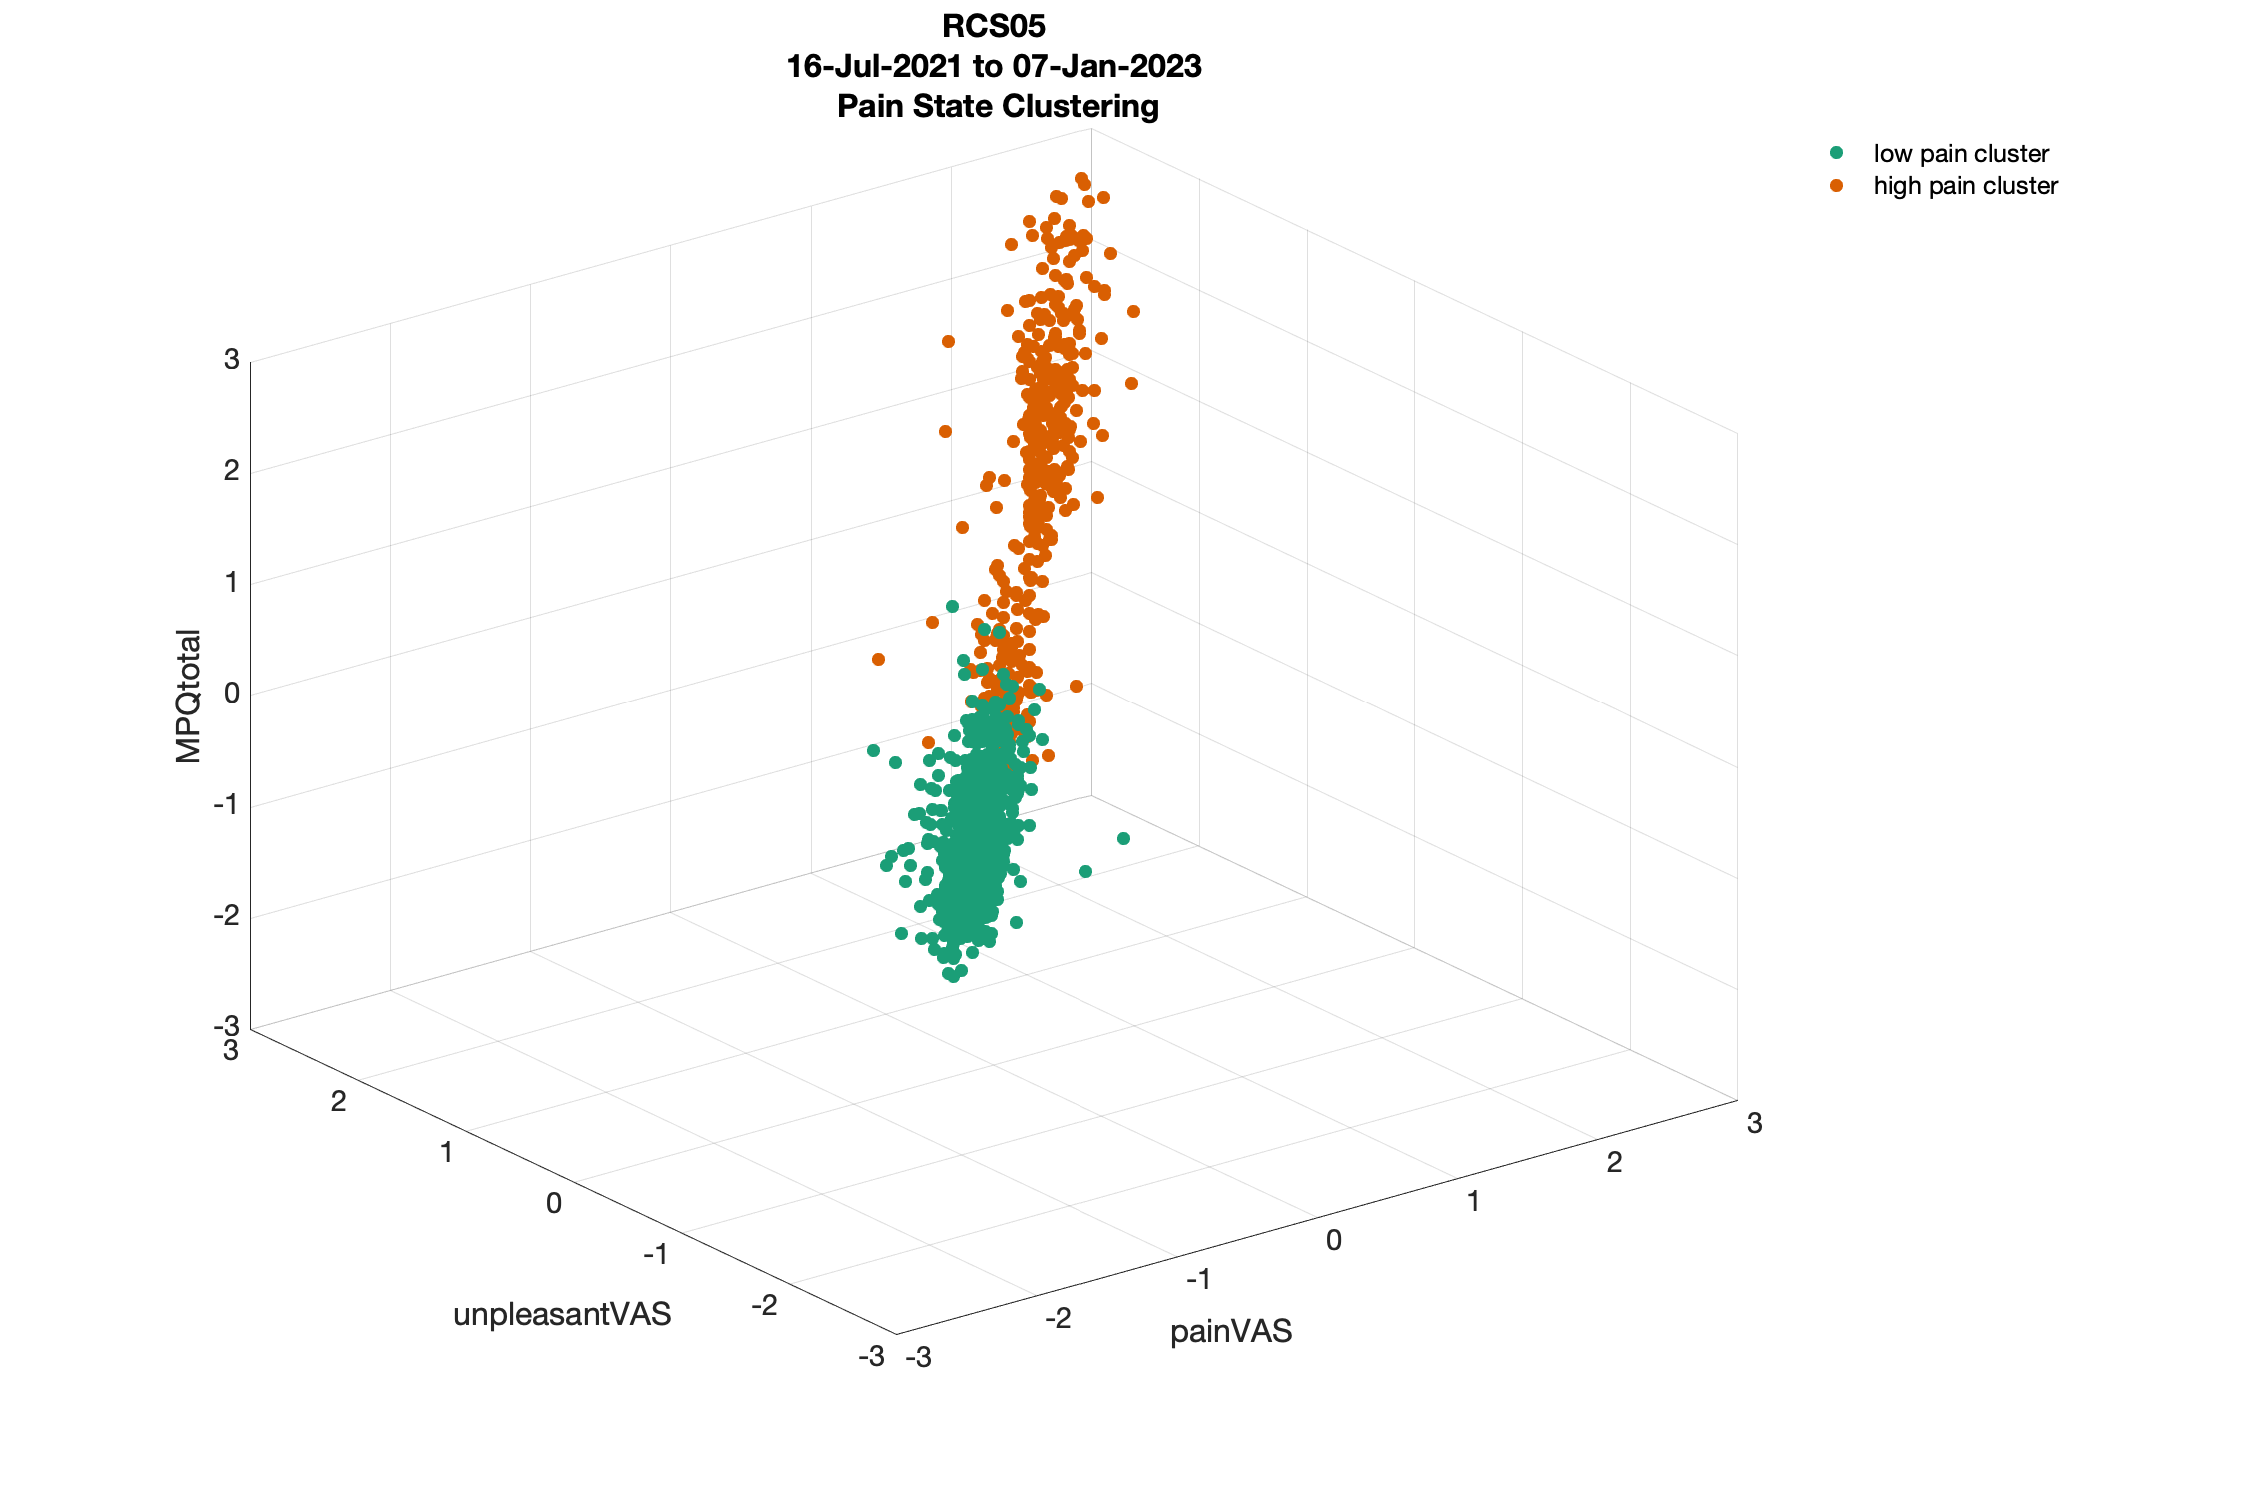 RCS05
16-Jul-2021 to 07-Jan-2023
Pain State Clustering
low pain cluster
high pain cluster
3
2
1
0
-1
-2
-3
MPQtotal
3
2
1
0
-1
-2
-3
unpleasantVAS
-3
-2
-1
0
1
2
3
painVAS